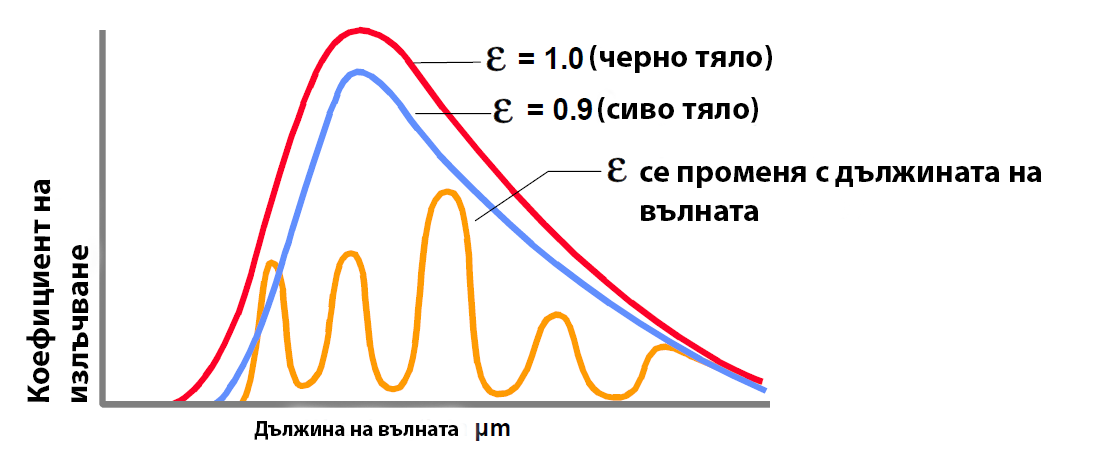 ε = 1.0 (черно тяло)
ε = 0.9 (сиво тяло)
ε се променя с дължината на
вълната
Коефициент на
излъчване
Дължина на вълната μm